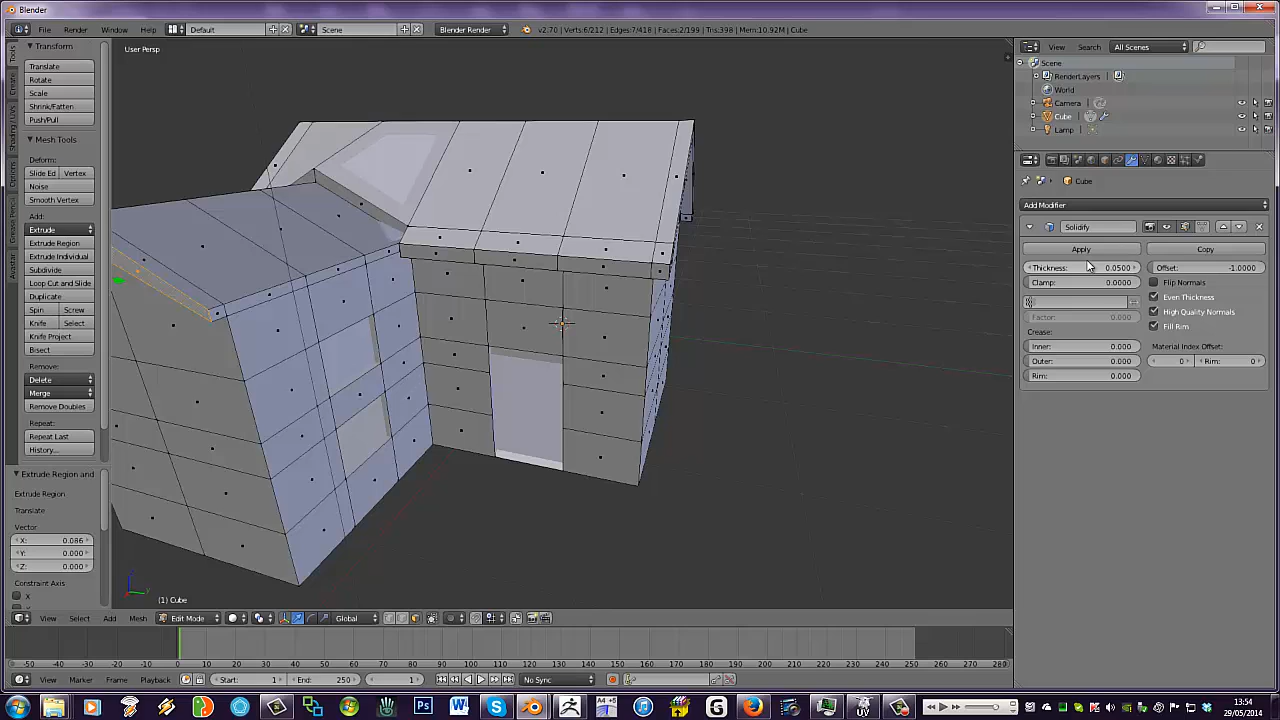 Blender
File Render Window Help Default Scene Blender Render v2.70 | Verts:6/212 | Edges:7/418 | Faces:2/199 | Tris:398 | Mem:10.92M | Cube
View Search All Scenes
Transform
Translate
Rotate
Scale
Shrink/Fatten
Push/Pull
Mesh Tools
Deform:
Slide Ed Vertex
Noise
Smooth Vertex
Add:
Extrude
Extrude Region
Extrude Individual
Subdivide
Loop Cut and Slide
Duplicate
Spin Screw
Knife Select
Knife Project
Bisect
Remove:
Delete
Merge
Remove Doubles
Repeat:
Repeat Last
History...
Extrude Region and
Extrude Region
Translate
Vector
X: 0.086
Y: 0.000
Z: 0.000
Constraint Axis
X
Tools
Create
Shading / UVs
Options
Grease Pencil
Avatar
User Persp
(1) Cube
Scene
RenderLayers
World
Camera
Cube
Lamp
Cube
Add Modifier
Solidify
Apply Copy
Thickness: 0.0500 Offset: -1.0000
Clamp: 0.0000 Flip Normals
Even Thickness
Factor: 0.000 High Quality Normals
Crease: Fill Rim
Inner: 0.000 Material Index Offset:
Outer: 0.000 0 Rim: 0
Rim: 0.000
View Select Add Mesh Edit Mode Global
-50 -40 -30 -20 -10 0 10 20 30 40 50 60 70 80 90 100 110 120 130 140 150 160 170 180 190 200 210 220 230 240 250 260 270 280
View Marker Frame Playback Start: 1 End: 250 1 No Sync
13:54
29/05/2014